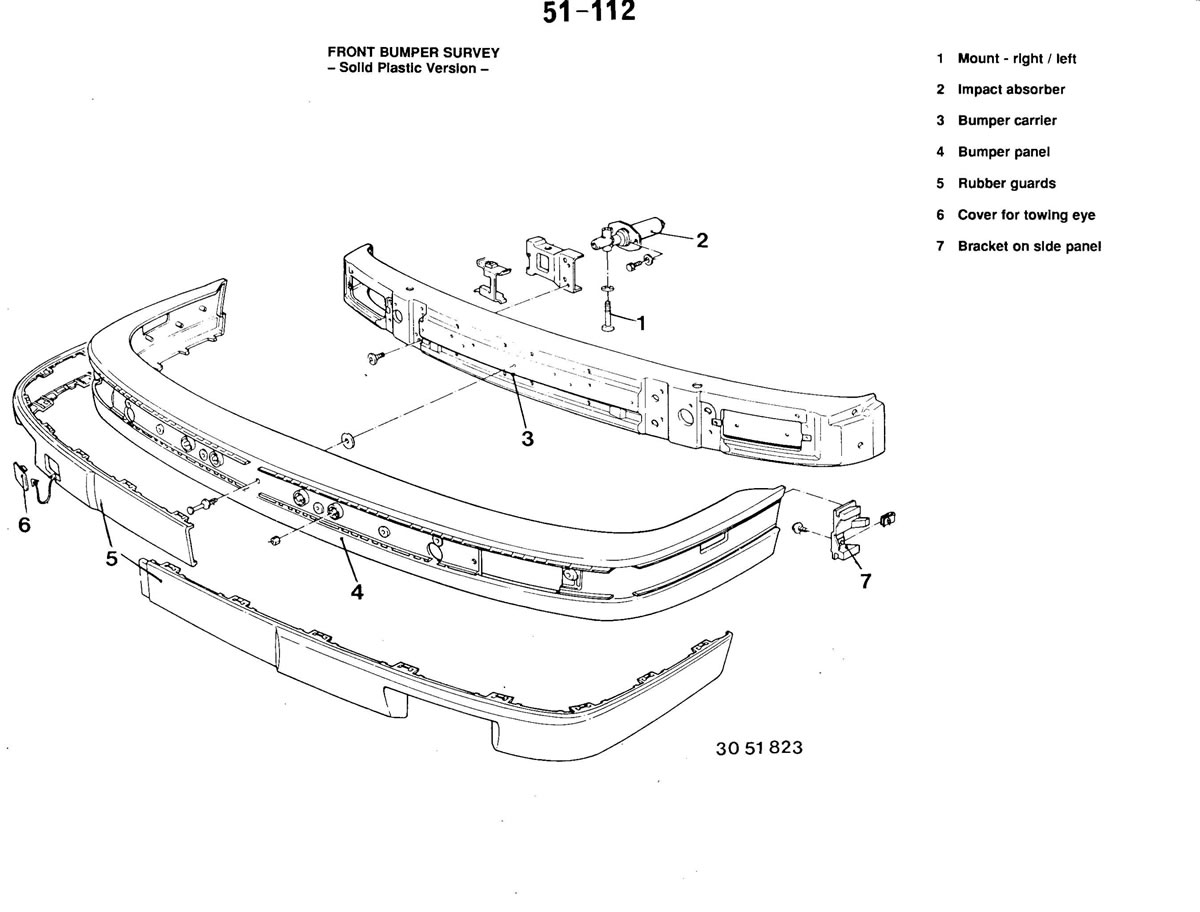 51-112
FRONT BUMPER SURVEY
– Solid Plastic Version –
1 Mount - right / left
2 Impact absorber
3 Bumper carrier
4 Bumper panel
5 Rubber guards
6 Cover for towing eye
7 Bracket on side panel
2
1
3
6
5
4
7
30 51 823